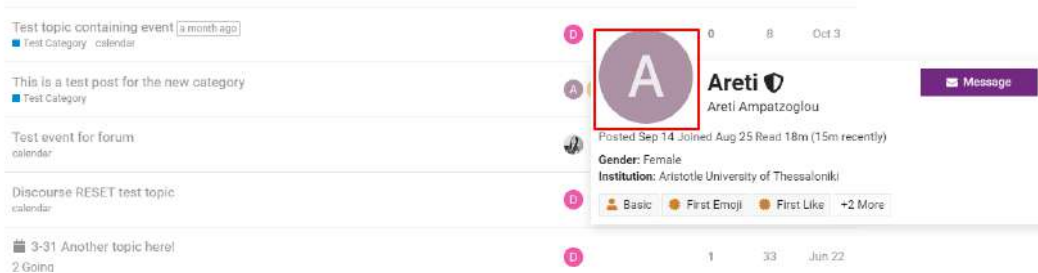 Test topic containing event a month ago
Test Category calendar
D
0 8 Oct 3
This is a test post for the new category
Test Category
A
Test event for forum
calendar
Discourse RESET test topic
calendar
D
3-31 Another topic here!
2 Going
D
1 33 Jun 22
A
Areti
Areti Ampatzoglou
Message
Posted Sep 14 Joined Aug 25 Read 18m (15m recently)
Gender: Female
Institution: Aristotle University of Thessaloniki
Basic First Emoji First Like +2 More